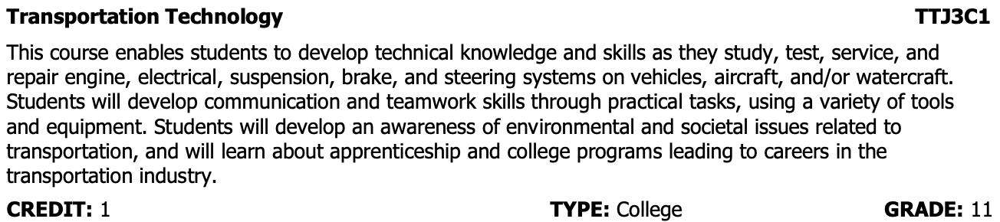 Transportation Technology TTJ3C1
This course enables students to develop technical knowledge and skills as they study, test, service, and
repair engine, electrical, suspension, brake, and steering systems on vehicles, aircraft, and/or watercraft.
Students will develop communication and teamwork skills through practical tasks, using a variety of tools
and equipment. Students will develop an awareness of environmental and societal issues related to
transportation, and will learn about apprenticeship and college programs leading to careers in the
transportation industry.
CREDIT: 1 TYPE: College GRADE: 11